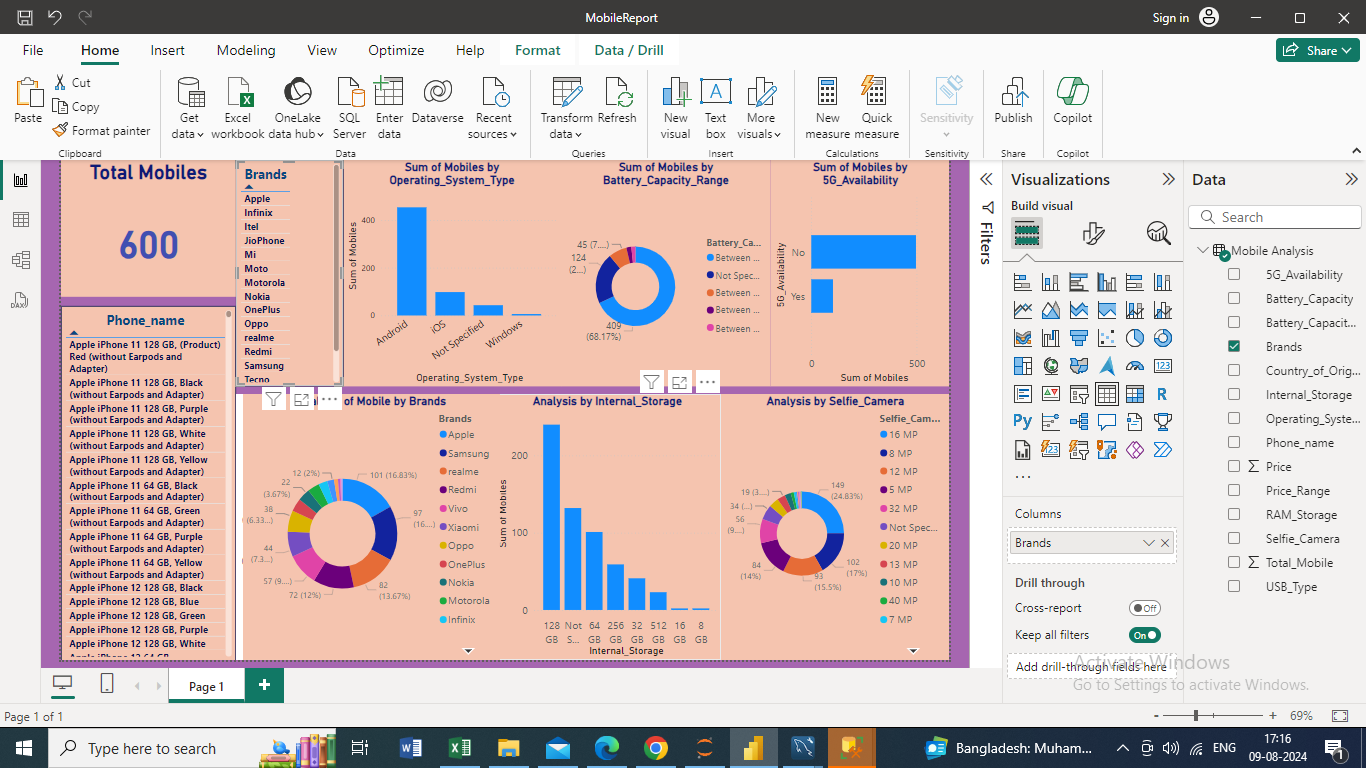 MobileReport
Sign in
File Home Insert Modeling View Optimize Help Format Data / Drill
Share
Paste
Cut
Copy
Format painter
Clipboard
Get data
Excel workbook
OneLake data hub
SQL Server
Enter data
Dataverse
Recent sources
Data
Transform data
Refresh
Queries
New visual
Text box
More visuals
Insert
New measure
Quick measure
Calculations
Sensitivity
Sensitivity
Publish
Share
Copilot
Copilot
Total Mobiles
600
Brands
Apple
Infinix
Itel
JioPhone
Mi
Moto
Motorola
Nokia
OnePlus
Oppo
realme
Redmi
Samsung
Tecno
Sum of Mobiles by
Operating_System_Type
Sum of Mobiles
400
200
0
Android
iOS
Not Specified
Windows
Operating_System_Type
Sum of Mobiles by
Battery_Capacity_Range
45 (7....)
124
(2...)
409
(68.17%)
Battery_Ca...
Between ...
Not Spec...
Between ...
Between ...
Between ...
Sum of Mobiles by
5G_Availability
5G_Availability
No
Yes
0
500
Sum of Mobiles
Phone_name
Apple iPhone 11 128 GB, (Product)
Red (without Earpods and
Adapter)
Apple iPhone 11 128 GB, Black
(without Earpods and Adapter)
Apple iPhone 11 128 GB, Purple
(without Earpods and Adapter)
Apple iPhone 11 128 GB, White
(without Earpods and Adapter)
Apple iPhone 11 128 GB, Yellow
(without Earpods and Adapter)
Apple iPhone 11 64 GB, Black
(without Earpods and Adapter)
Apple iPhone 11 64 GB, Green
(without Earpods and Adapter)
Apple iPhone 11 64 GB, Purple
(without Earpods and Adapter)
Apple iPhone 11 64 GB, Yellow
(without Earpods and Adapter)
Apple iPhone 12 128 GB, Black
Apple iPhone 12 128 GB, Blue
Apple iPhone 12 128 GB, Green
Apple iPhone 12 128 GB, Purple
Apple iPhone 12 128 GB, White
of Mobile by Brands
12 (2%)
22
(3.67%)
38
(6.33...)
44
(7.3...)
57 (9....)
72 (12%)
82
(13.67%)
97
(16....)
101 (16.83%)
Brands
Apple
Samsung
realme
Redmi
Vivo
Xiaomi
Oppo
OnePlus
Nokia
Motorola
Infinix
Analysis by Internal_Storage
Sum of Mobiles
200
100
0
128 GB
Not S...
64 GB
256 GB
32 GB
512 GB
16 GB
8 GB
Internal_Storage
Analysis by Selfie_Camera
19 (3....)
34 (...)
56
(9...)
84
(14%)
93
(15.5%)
102
(17%)
149
(24.83%)
Selfie_Cam...
16 MP
8 MP
12 MP
5 MP
32 MP
Not Spec...
20 MP
13 MP
10 MP
40 MP
7 MP
Filters
Visualizations
Build visual
Columns
Brands
Drill through
Cross-report Off
Keep all filters On
Add drill-through fields here
Data
Search
Mobile Analysis
5G_Availability
Battery_Capacity
Battery_Capacit...
Brands
Country_of_Orig...
Internal_Storage
Operating_Syste...
Phone_name
Price
Price_Range
RAM_Storage
Selfie_Camera
Total_Mobile
USB_Type
Activate Windows
Go to Settings to activate Windows.
Page 1
Page 1 of 1
69%
Type here to search
Bangladesh: Muham...
ENG
17:16
09-08-2024
1